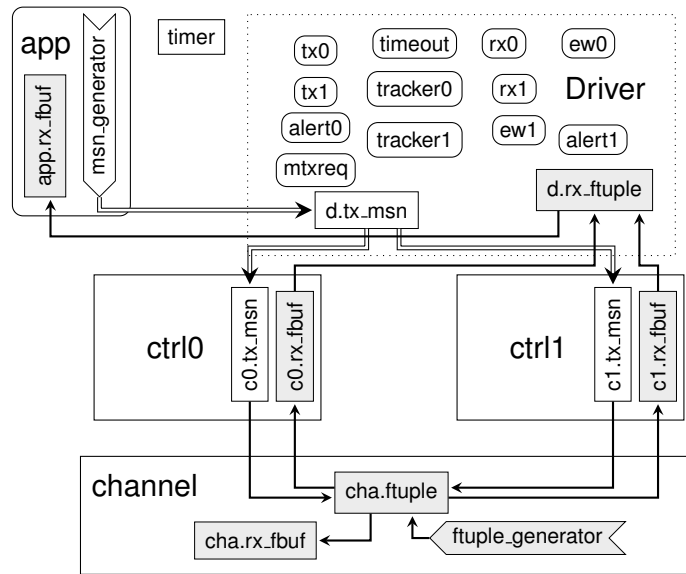 app
timer
app.rx_fbuf
msn_generator
tx0
timeout
rx0
ew0
tx1
tracker0
rx1
Driver
alert0
tracker1
ew1
alert1
mtxreq
d.tx_msn
d.rx_ftuple
ctrl0
c0.tx_msn
c0.rx_fbuf
ctrl1
c1.tx_msn
c1.rx_fbuf
channel
cha.ftuple
cha.rx_fbuf
ftuple_generator